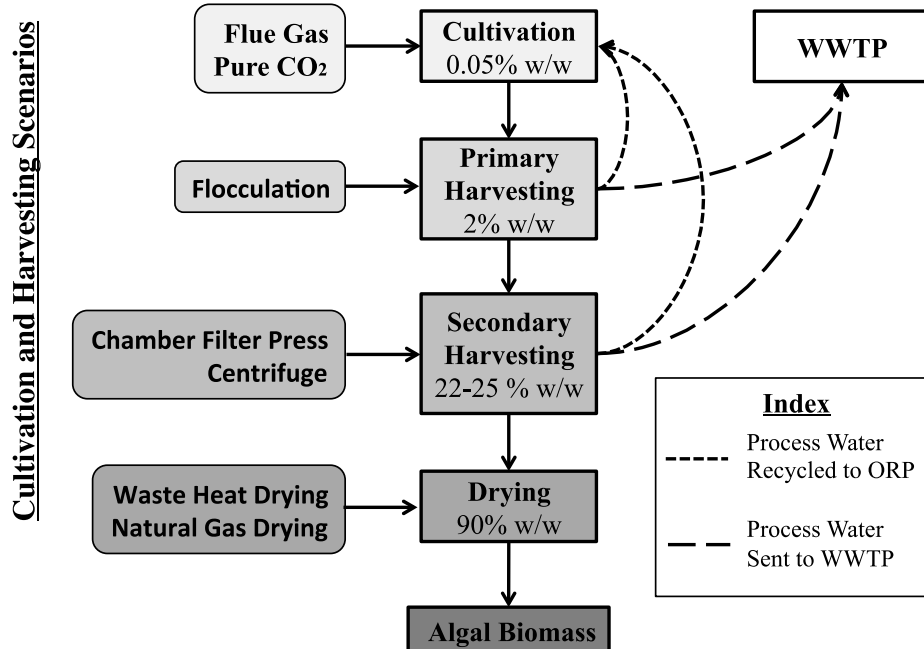 Cultivation and Harvesting Scenarios
Flue Gas
Pure CO₂
Cultivation
0.05% w/w
WWTP
Flocculation
Primary
Harvesting
2% w/w
Chamber Filter Press
Centrifuge
Secondary
Harvesting
22-25 % w/w
Waste Heat Drying
Natural Gas Drying
Drying
90% w/w
Algal Biomass
Index
Process Water
Recycled to ORP
Process Water
Sent to WWTP